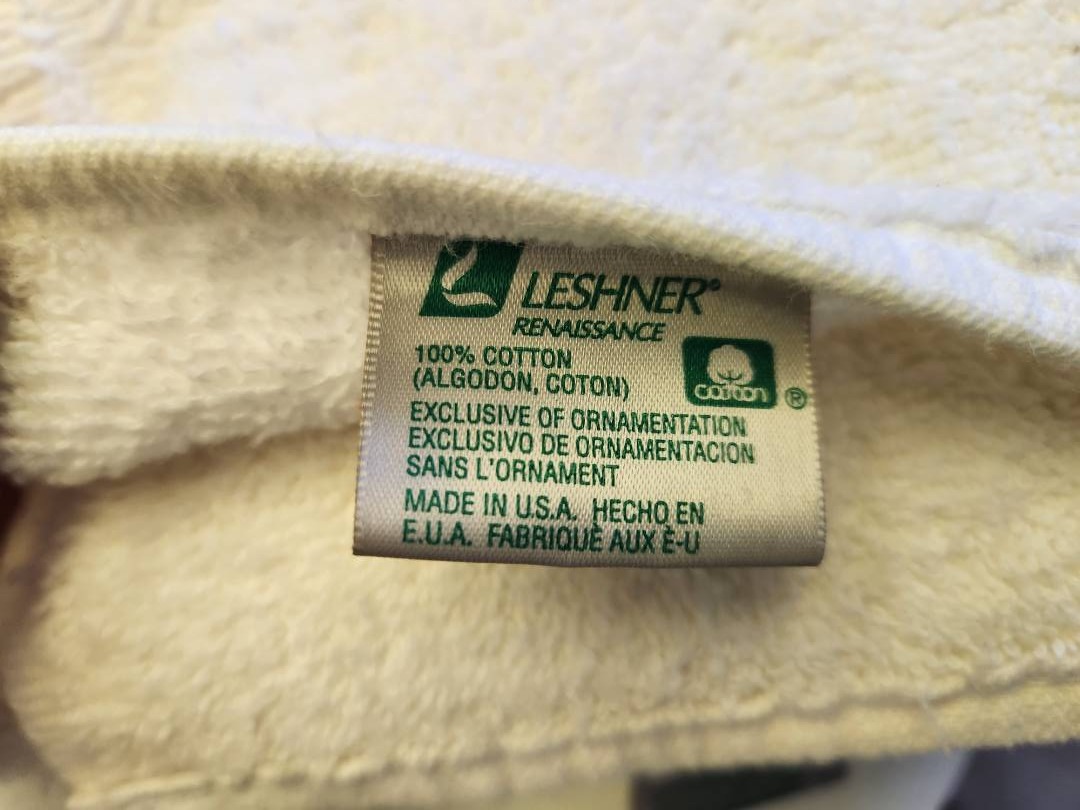 LESHNER®
RENAISSANCE
100% COTTON
(ALGODON, COTON)
cotton ®
EXCLUSIVE OF ORNAMENTATION
EXCLUSIVO DE ORNAMENTACION
SANS L'ORNAMENT
MADE IN U.S.A. HECHO EN
E.U.A. FABRIQUÈ AUX È-U